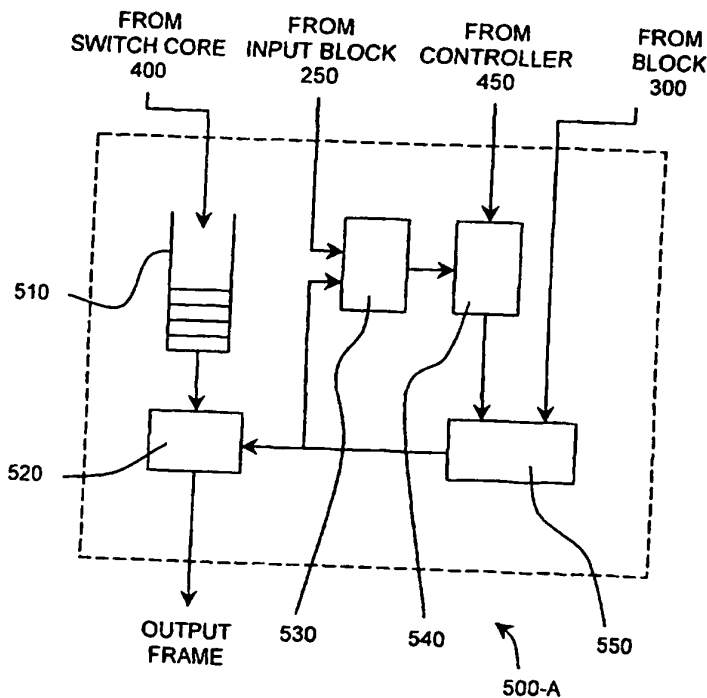 FROM
SWITCH CORE
400
FROM
INPUT BLOCK
250
FROM
CONTROLLER
450
FROM
BLOCK
300
510
520
OUTPUT
FRAME
530
540
550
500-A